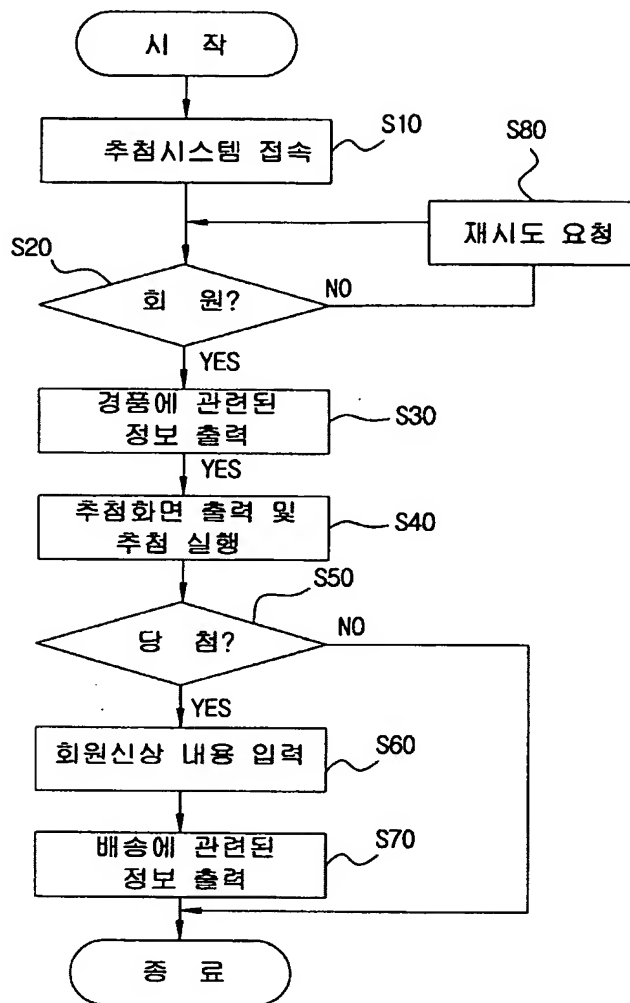 시 작
추첨시스템 접속
S10
S80
재시도 요청
S20
회 원?
NO
YES
경품에 관련된
정보 출력
S30
YES
추첨화면 출력 및
추첨 실행
S40
S50
당 첨?
NO
YES
회원신상 내용 입력
S60
배송에 관련된
정보 출력
S70
종 료